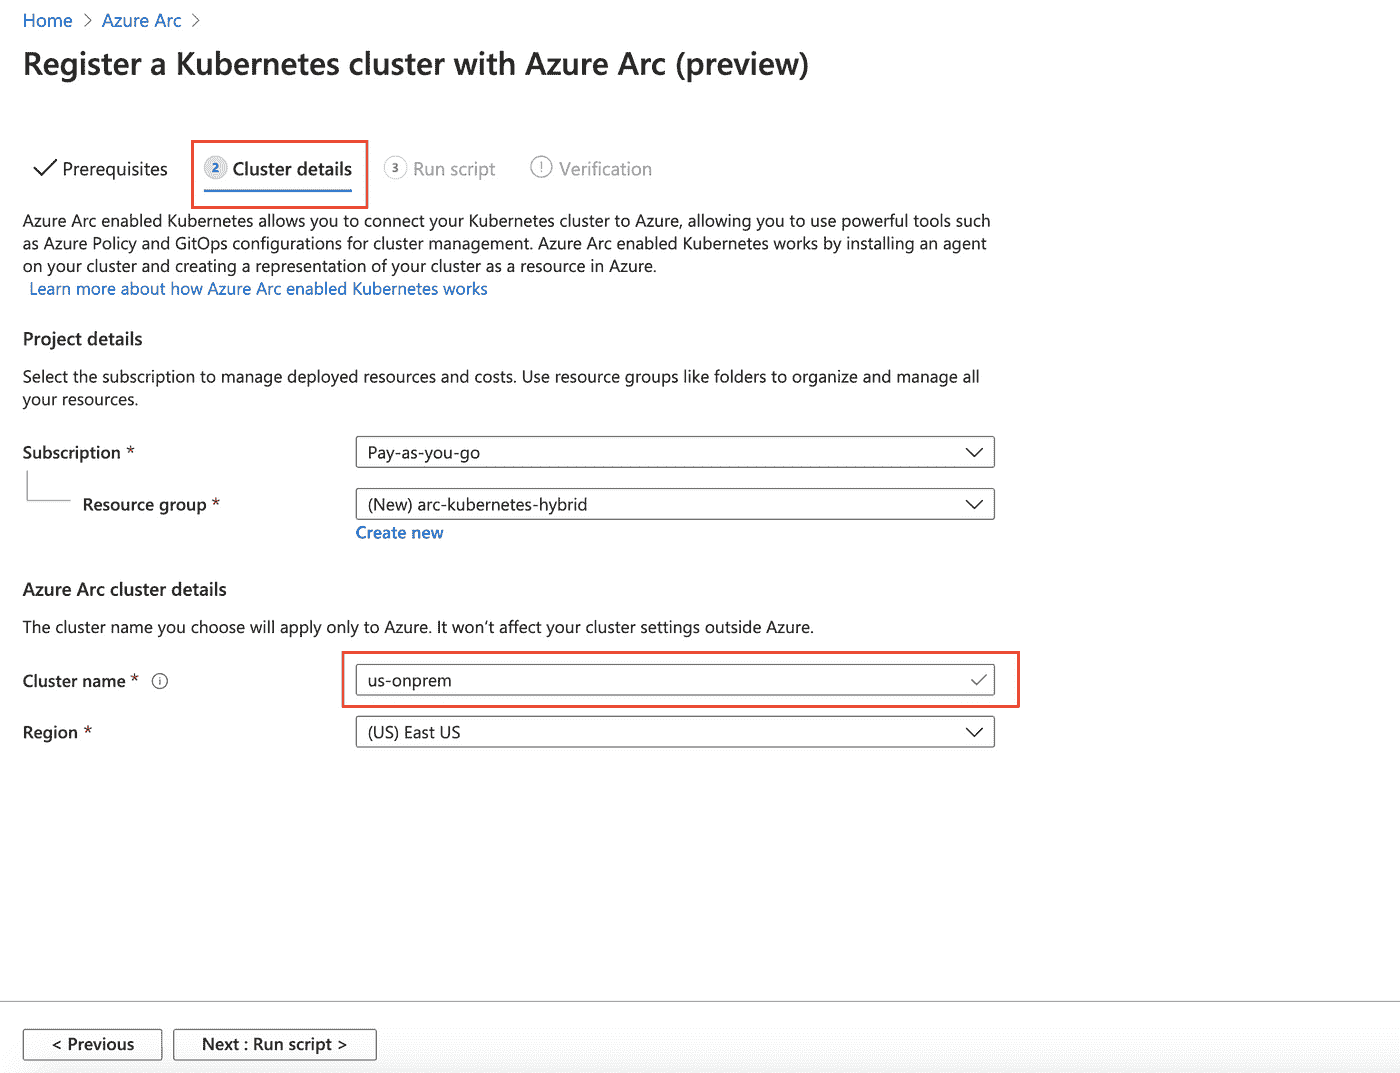 Home > Azure Arc >
Register a Kubernetes cluster with Azure Arc (preview)
Prerequisites 2 Cluster details 3 Run script ! Verification
Azure Arc enabled Kubernetes allows you to connect your Kubernetes cluster to Azure, allowing you to use powerful tools such
as Azure Policy and GitOps configurations for cluster management. Azure Arc enabled Kubernetes works by installing an agent
on your cluster and creating a representation of your cluster as a resource in Azure.
Learn more about how Azure Arc enabled Kubernetes works
Project details
Select the subscription to manage deployed resources and costs. Use resource groups like folders to organize and manage all
your resources.
Subscription * Pay-as-you-go
Resource group * (New) arc-kubernetes-hybrid
Create new
Azure Arc cluster details
The cluster name you choose will apply only to Azure. It won't affect your cluster settings outside Azure.
Cluster name * i us-onprem
Region * (US) East US
< Previous Next : Run script >